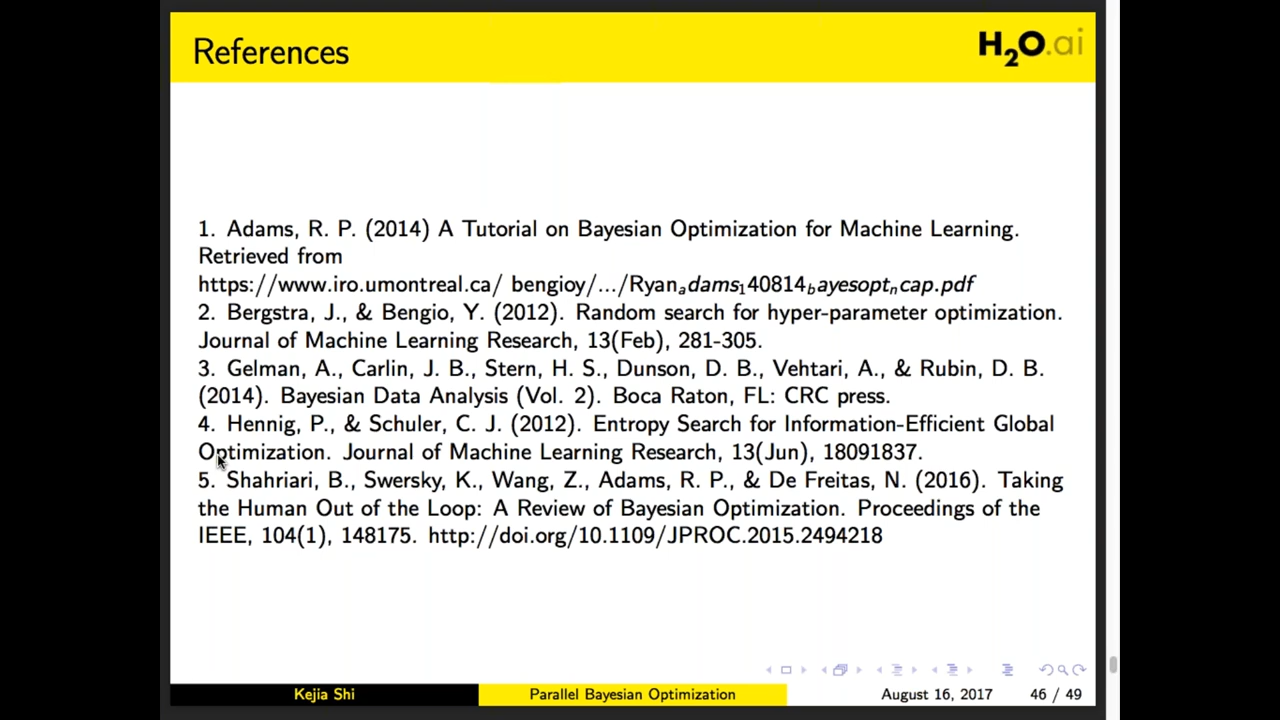 References
H2O.ai
1. Adams, R. P. (2014) A Tutorial on Bayesian Optimization for Machine Learning.
Retrieved from
https://www.iro.umontreal.ca/ bengioy/.../Ryanadams140814bayesoptncap.pdf
2. Bergstra, J., & Bengio, Y. (2012). Random search for hyper-parameter optimization.
Journal of Machine Learning Research, 13(Feb), 281-305.
3. Gelman, A., Carlin, J. B., Stern, H. S., Dunson, D. B., Vehtari, A., & Rubin, D. B.
(2014). Bayesian Data Analysis (Vol. 2). Boca Raton, FL: CRC press.
4. Hennig, P., & Schuler, C. J. (2012). Entropy Search for Information-Efficient Global
Optimization. Journal of Machine Learning Research, 13(Jun), 18091837.
5. Shahriari, B., Swersky, K., Wang, Z., Adams, R. P., & De Freitas, N. (2016). Taking
the Human Out of the Loop: A Review of Bayesian Optimization. Proceedings of the
IEEE, 104(1), 148175. http://doi.org/10.1109/JPROC.2015.2494218
Kejia Shi
Parallel Bayesian Optimization
August 16, 2017
46 / 49